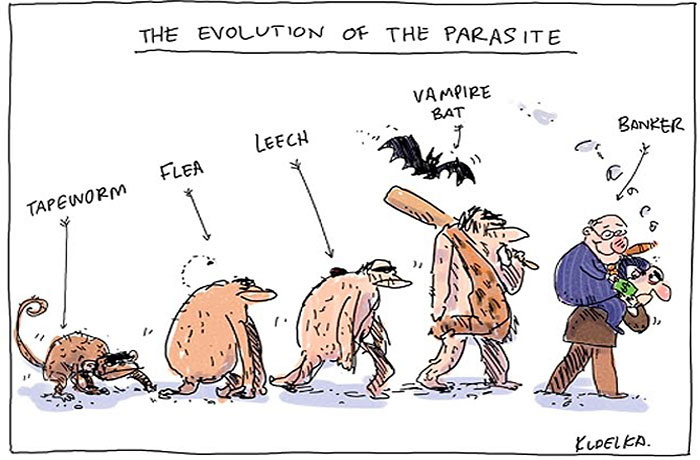 THE EVOLUTION OF THE PARASITE
TAPEWORM
FLEA
LEECH
VAMPIRE
BAT
BANKER
KUDELKA.